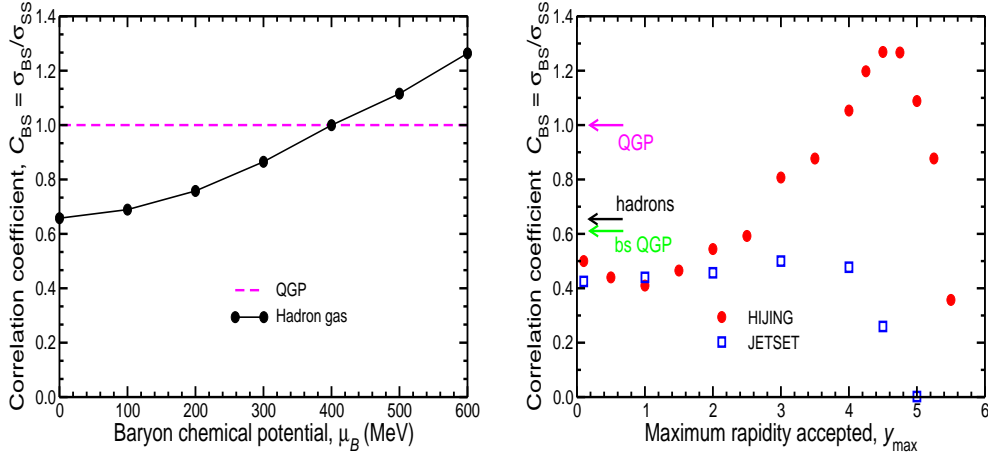 Correlation coefficient, C_BS = σ_BS/σ_SS
1.4
1.2
1.0
0.8
0.6
0.4
0.2
0.0
QGP
Hadron gas
0 100 200 300 400 500 600
Baryon chemical potential, μ_B (MeV)
Correlation coefficient C_BS = σ_BS/σ_SS
1.4
1.2
1.0
0.8
0.6
0.4
0.2
0.0
QGP
hadrons
bs QGP
HIJING
JETSET
0 1 2 3 4 5 6
Maximum rapidity accepted, y_max